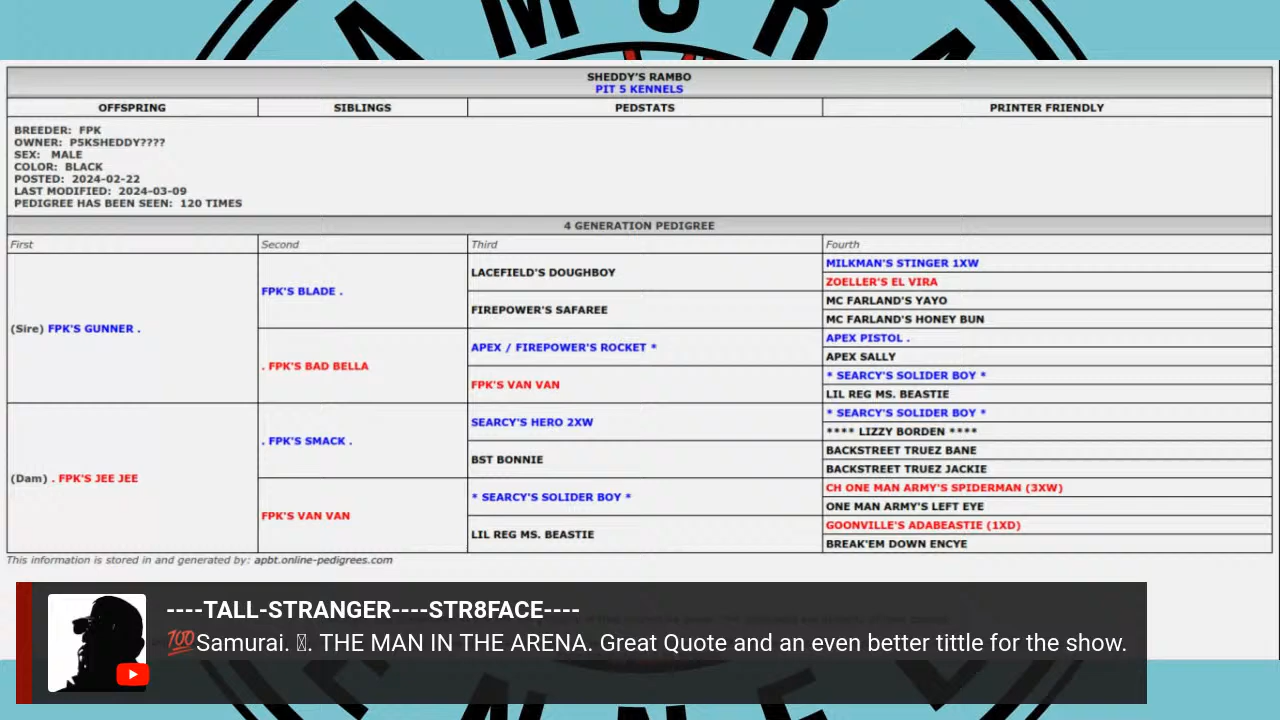 SAMURAI
SHEDDY'S RAMBO
PIT 5 KENNELS
OFFSPRING SIBLINGS PEDSTATS PRINTER FRIENDLY
BREEDER: FPK
OWNER: P5KSHEDDY????
SEX: MALE
COLOR: BLACK
POSTED: 2024-02-22
LAST MODIFIED: 2024-03-09
PEDIGREE HAS BEEN SEEN: 120 TIMES
4 GENERATION PEDIGREE
First Second Third Fourth
(Sire) FPK'S GUNNER .
FPK'S BLADE .
LACEFIELD'S DOUGHBOY
MILKMAN'S STINGER 1XW
ZOELLER'S EL VIRA
FIREPOWER'S SAFAREE
MC FARLAND'S YAYO
MC FARLAND'S HONEY BUN
. FPK'S BAD BELLA
APEX / FIREPOWER'S ROCKET *
APEX PISTOL .
APEX SALLY
FPK'S VAN VAN
* SEARCY'S SOLIDER BOY *
LIL REG MS. BEASTIE
(Dam) . FPK'S JEE JEE
. FPK'S SMACK .
SEARCY'S HERO 2XW
* SEARCY'S SOLIDER BOY *
**** LIZZY BORDEN ****
BST BONNIE
BACKSTREET TRUEZ BANE
BACKSTREET TRUEZ JACKIE
FPK'S VAN VAN
* SEARCY'S SOLIDER BOY *
CH ONE MAN ARMY'S SPIDERMAN (3XW)
ONE MAN ARMY'S LEFT EYE
LIL REG MS. BEASTIE
GOONVILLE'S ADABEASTIE (1XD)
BREAK'EM DOWN ENCYE
This information is stored in and generated by: apbt.online-pedigrees.com
----TALL-STRANGER----STR8FACE----
💯Samurai. . THE MAN IN THE ARENA. Great Quote and an even better tittle for the show.